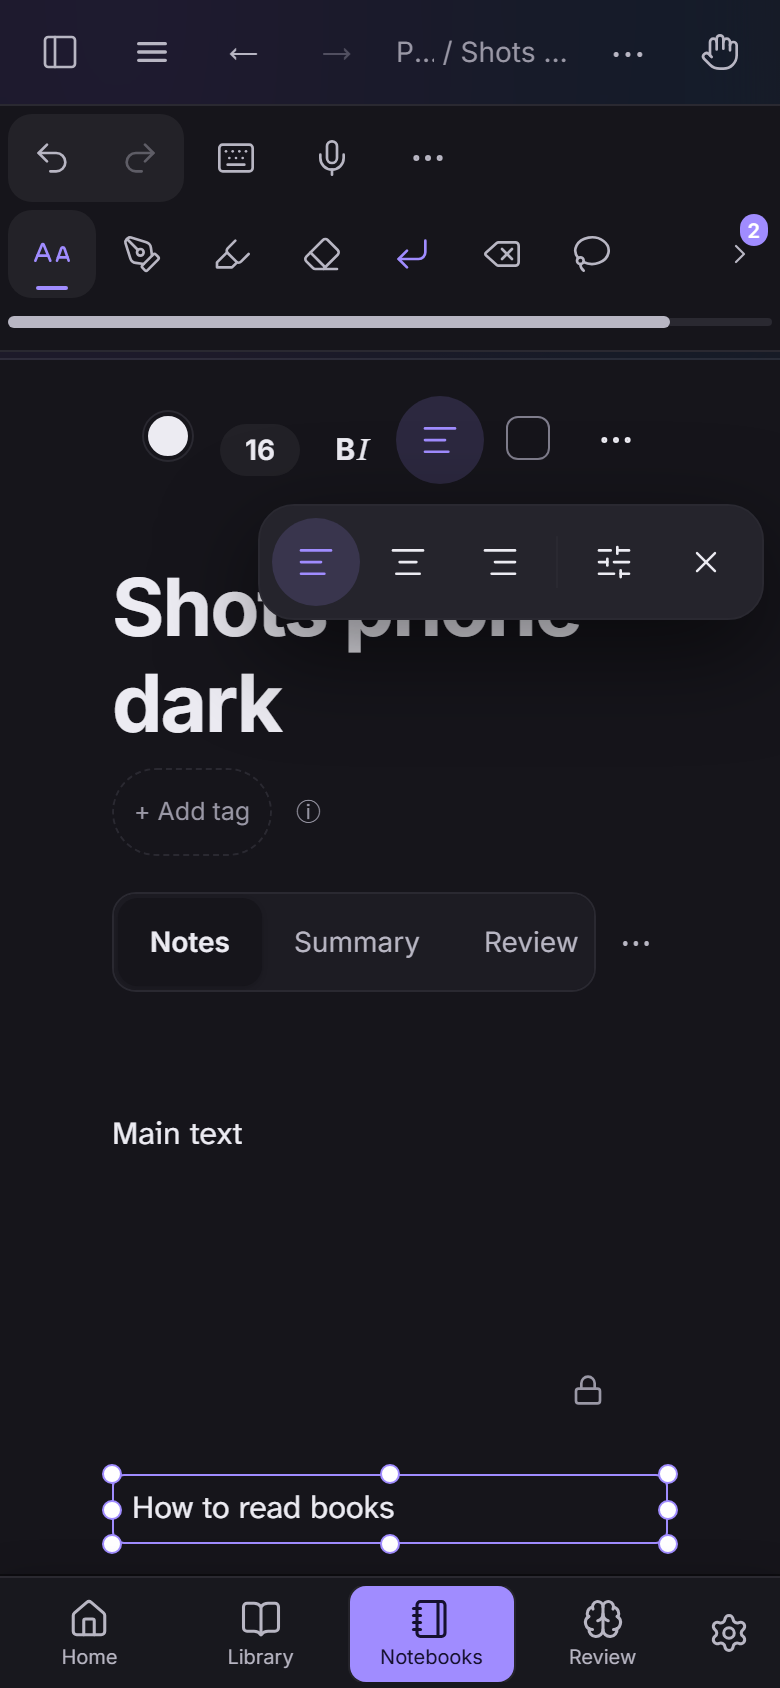 P... / Shots ...
AA
2
16
BI
Shots phone
dark
+ Add tag
Notes
Summary
Review
Main text
How to read books
Home
Library
Notebooks
Review